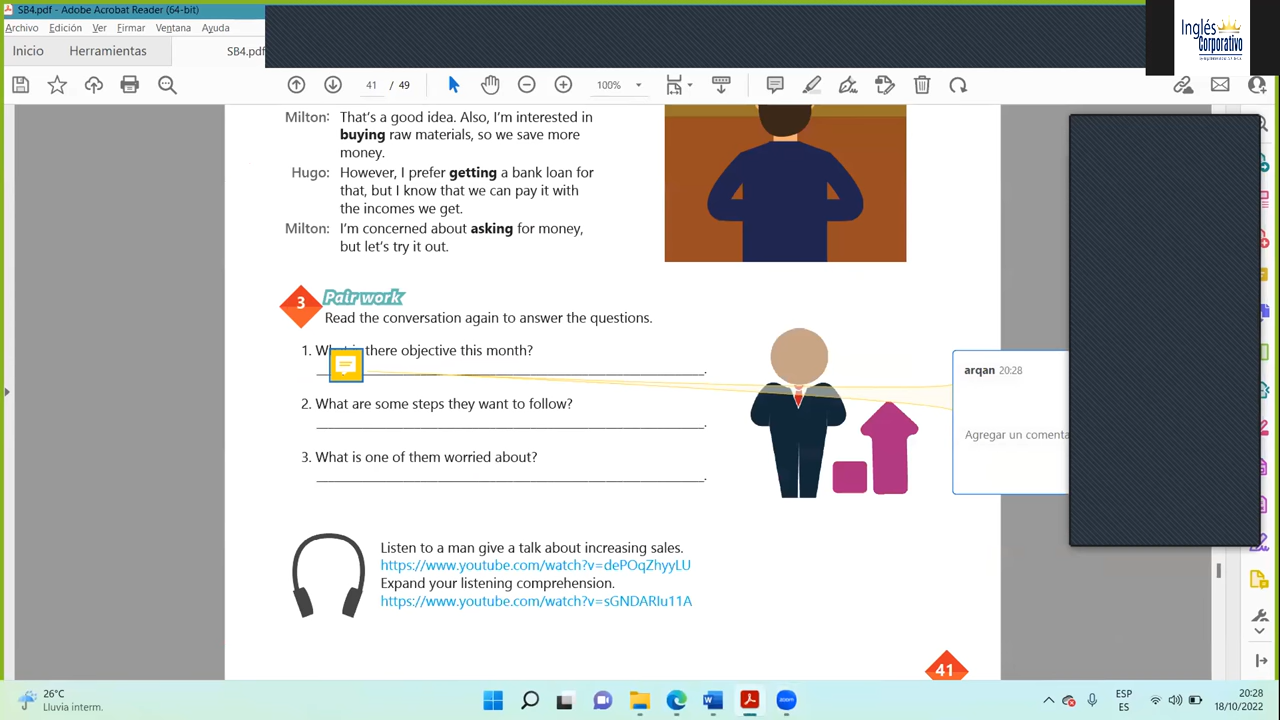 SB4.pdf - Adobe Acrobat Reader (64-bit)
Archivo Edición Ver Firmar Ventana Ayuda
Inicio Herramientas SB4.pdf
Inglés
Corporativo
41 / 49 100%
Milton: That's a good idea. Also, I'm interested in
buying raw materials, so we save more
money.
Hugo: However, I prefer getting a bank loan for
that, but I know that we can pay it with
the incomes we get.
Milton: I'm concerned about asking for money,
but let's try it out.
3 Pair work
Read the conversation again to answer the questions.
1. What is there objective this month?
2. What are some steps they want to follow?
3. What is one of them worried about?
arqan 20:28
Agregar un comenta
Listen to a man give a talk about increasing sales.
https://www.youtube.com/watch?v=dePOqZhyyLU
Expand your listening comprehension.
https://www.youtube.com/watch?v=sGNDARIu11A
41
26°C
Lluvia interm.
zoom
ESP
ES
20:28
18/10/2022